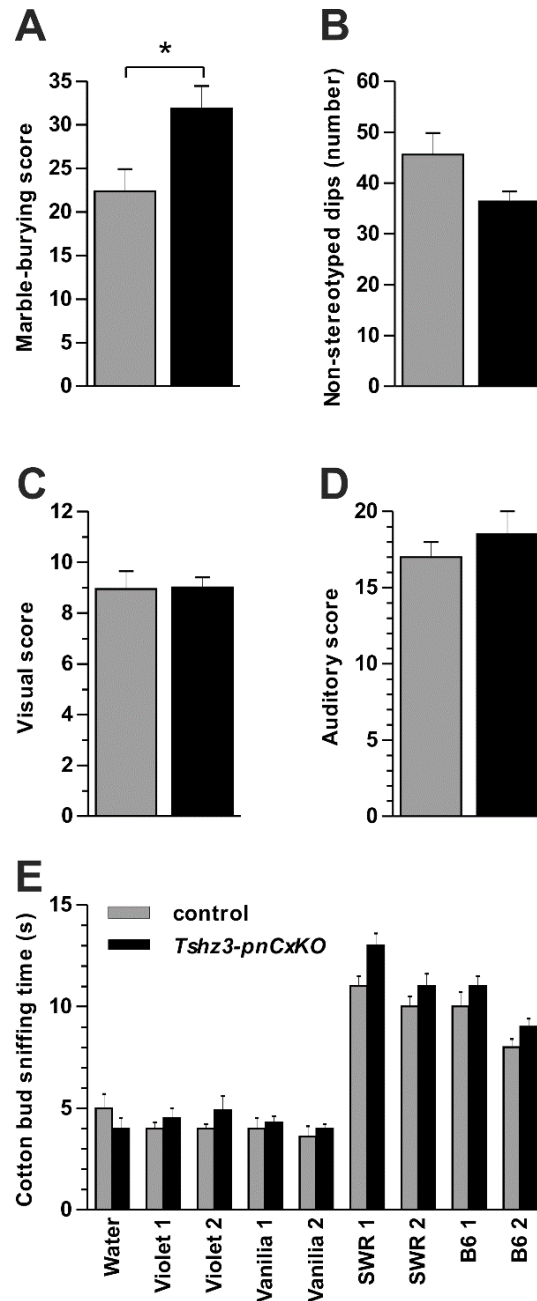 A
*
Marble-burying score
35
30
25
20
15
10
5
0
B
Non-stereotyped dips (number)
60
50
40
30
20
10
0
C
Visual score
12
10
8
6
4
2
0
D
Auditory score
20
15
10
5
0
E
Cotton bud sniffing time (s)
15
10
5
0
control
Tshz3-pnCxKO
Water
Violet 1
Violet 2
Vanilia 1
Vanilia 2
SWR 1
SWR 2
B6 1
B6 2